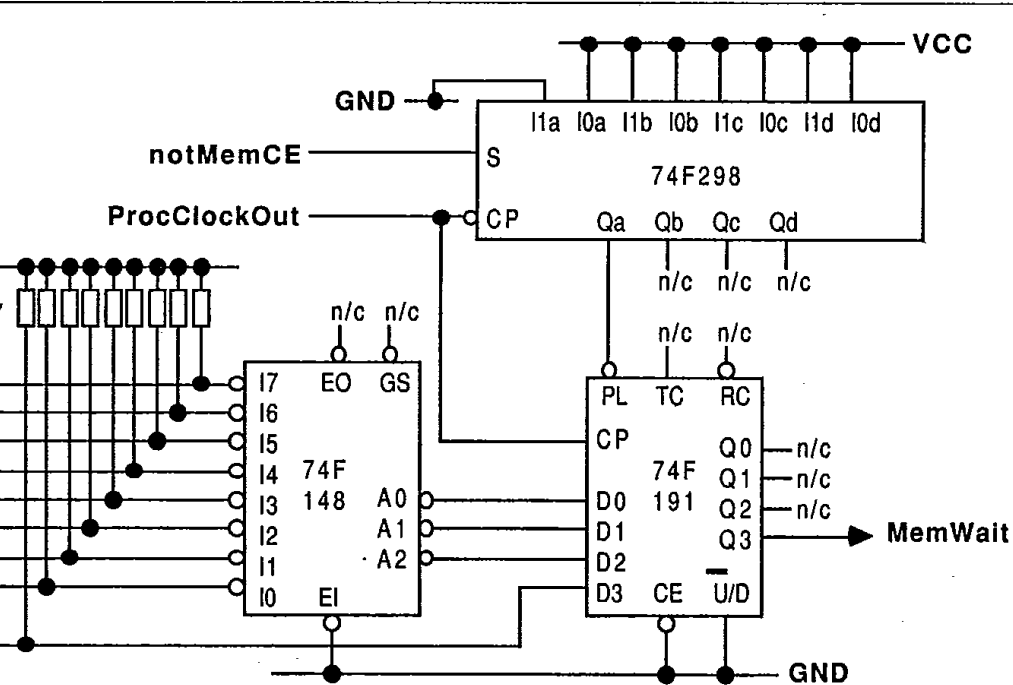 VCC
GND
I1a I0a I1b I0b I1c I0c I1d I0d
notMemCE
S
74F298
ProcClockOut
CP
Qa Qb Qc Qd
n/c n/c n/c
n/c n/c
n/c n/c
I7 EO GS
PL TC RC
I6
I5
CP
I4
74F
148
74F
191
Q0 n/c
Q1 n/c
Q2 n/c
Q3 MemWait
I3
A0
D0
I2
A1
D1
I1
A2
D2
I0
EI
D3
CE
U/D
GND